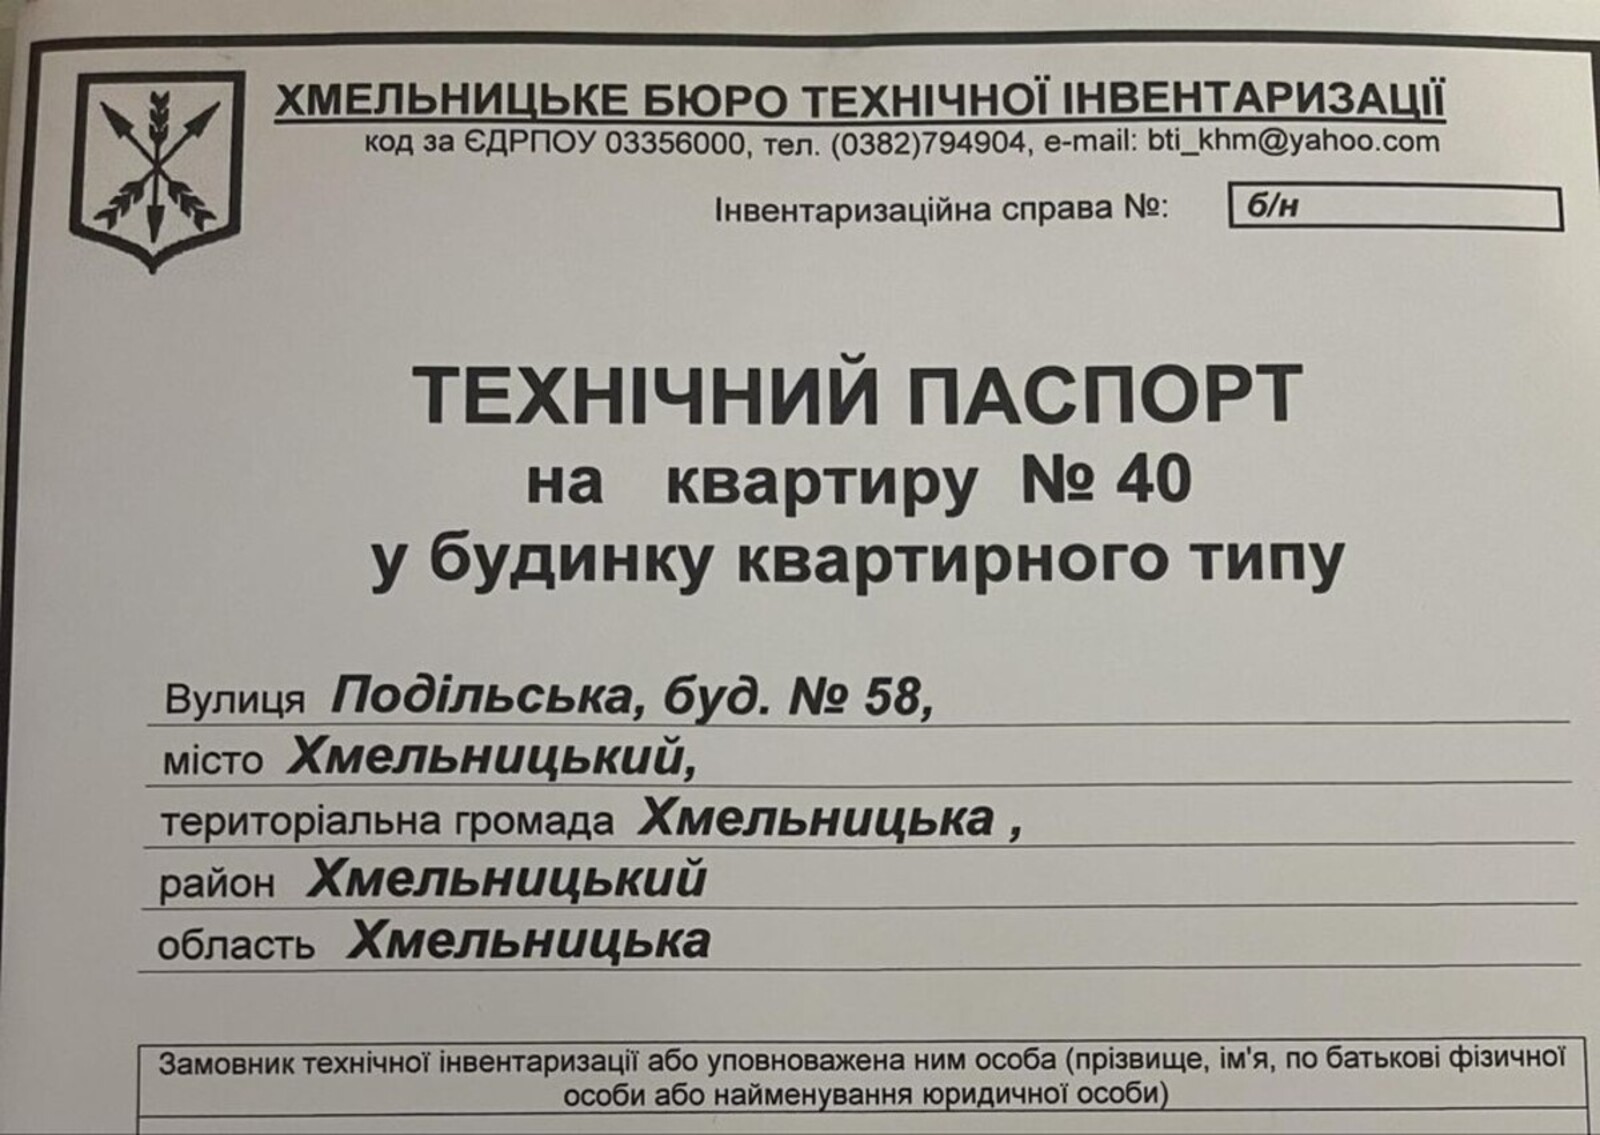 ХМЕЛЬНИЦЬКЕ БЮРО ТЕХНІЧНОЇ ІНВЕНТАРИЗАЦІЇ
код за ЄДРПОУ 03356000, тел. (0382)794904, e-mail: bti_khm@yahoo.com
Інвентаризаційна справа №: б/н
ТЕХНІЧНИЙ ПАСПОРТ
на квартиру № 40
у будинку квартирного типу
Вулиця Подільська, буд. № 58,
місто Хмельницький,
територіальна громада Хмельницька ,
район Хмельницький
область Хмельницька
Замовник технічної інвентаризації або уповноважена ним особа (прізвище, ім'я, по батькові фізичної
особи або найменування юридичної особи)